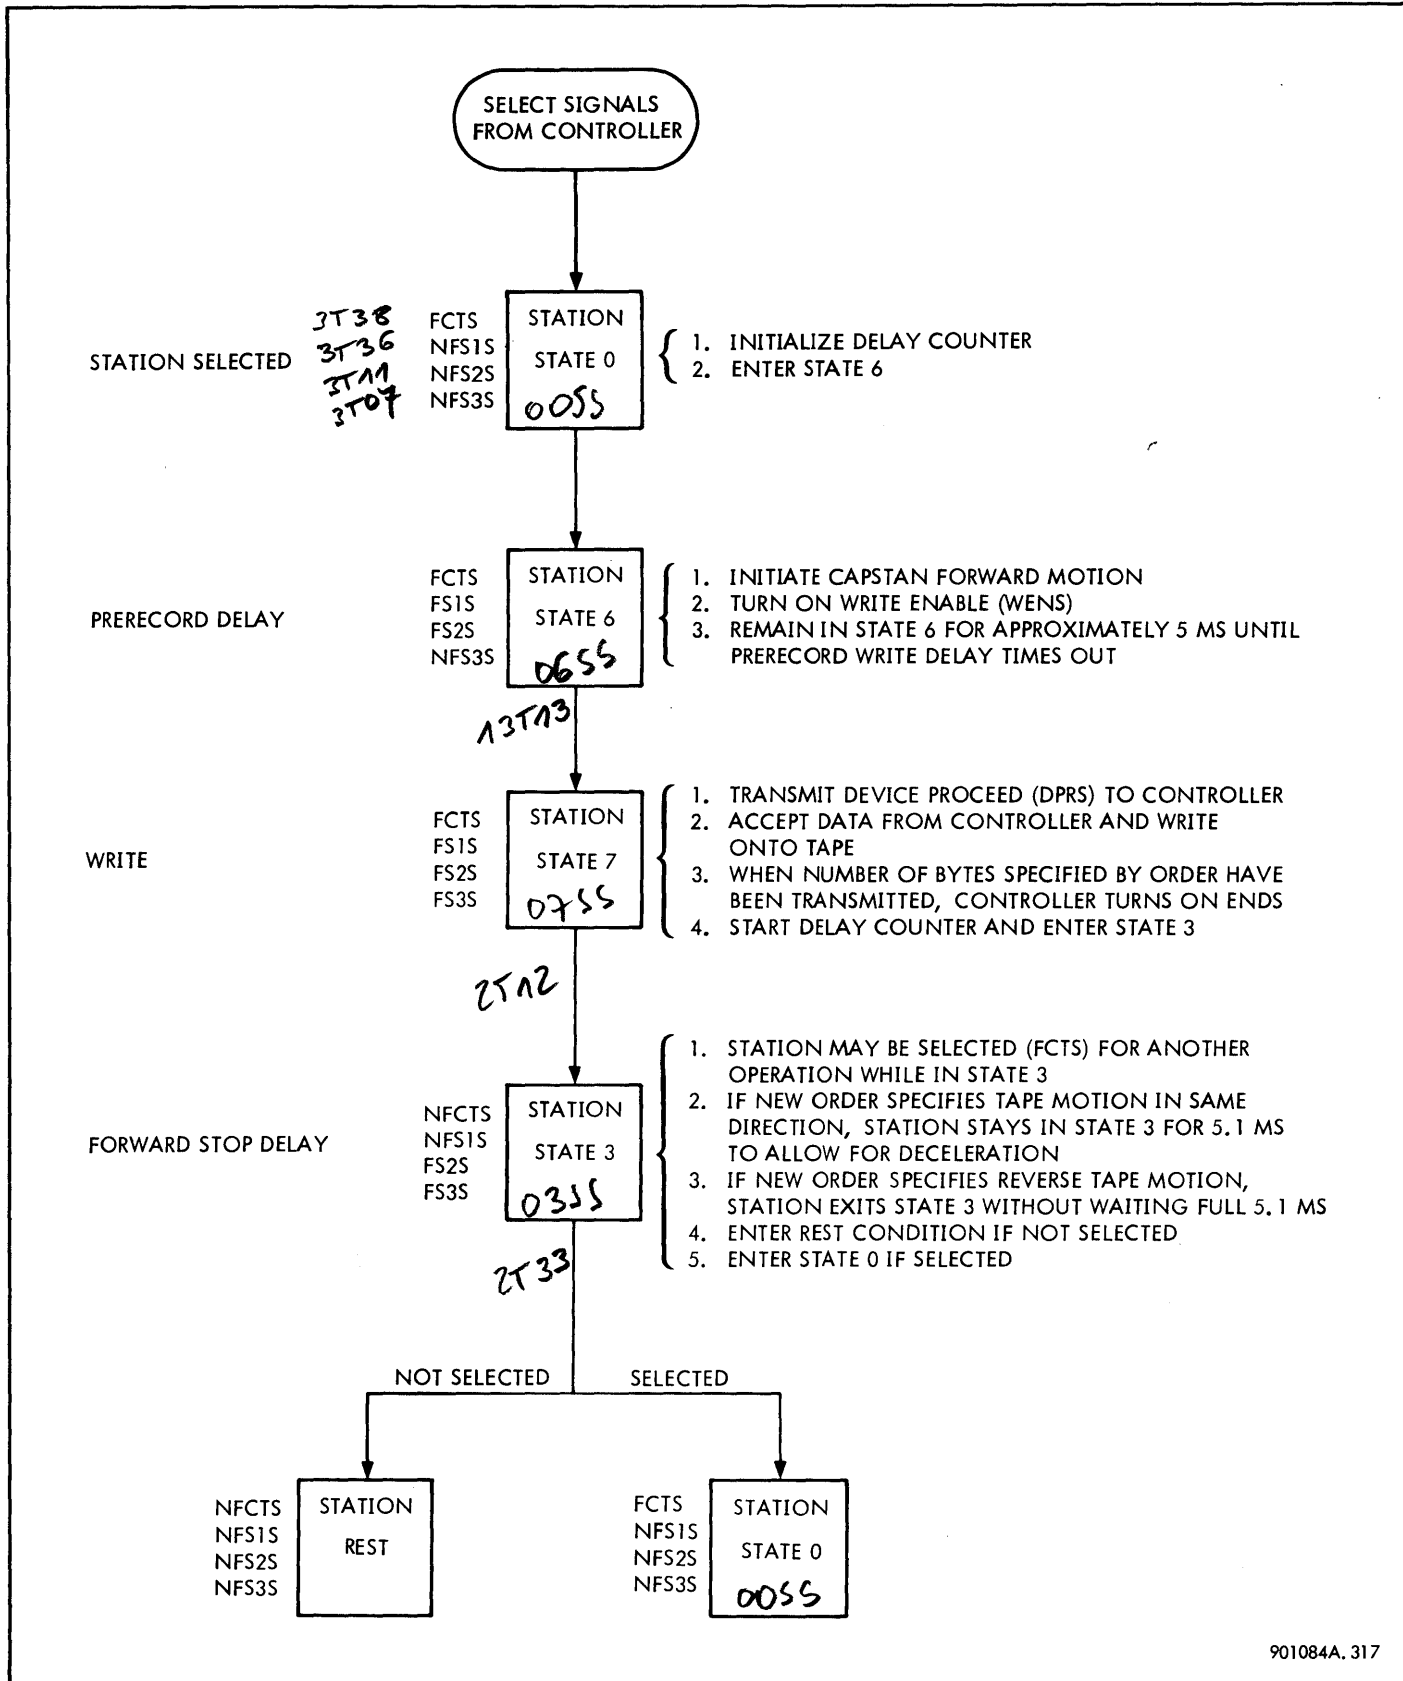 SELECT SIGNALS
FROM CONTROLLER
STATION SELECTED
3T38
3T36
3T11
3T07
FCTS
NFS1S
NFS2S
NFS3S
STATION
STATE 0
00SS
1. INITIALIZE DELAY COUNTER
2. ENTER STATE 6
PRERECORD DELAY
FCTS
FS1S
FS2S
NFS3S
STATION
STATE 6
06SS
1. INITIATE CAPSTAN FORWARD MOTION
2. TURN ON WRITE ENABLE (WENS)
3. REMAIN IN STATE 6 FOR APPROXIMATELY 5 MS UNTIL
PRERECORD WRITE DELAY TIMES OUT
13T13
WRITE
FCTS
FS1S
FS2S
FS3S
STATION
STATE 7
07SS
1. TRANSMIT DEVICE PROCEED (DPRS) TO CONTROLLER
2. ACCEPT DATA FROM CONTROLLER AND WRITE
ONTO TAPE
3. WHEN NUMBER OF BYTES SPECIFIED BY ORDER HAVE
BEEN TRANSMITTED, CONTROLLER TURNS ON ENDS
4. START DELAY COUNTER AND ENTER STATE 3
2T12
FORWARD STOP DELAY
NFCTS
NFS1S
FS2S
FS3S
STATION
STATE 3
03SS
1. STATION MAY BE SELECTED (FCTS) FOR ANOTHER
OPERATION WHILE IN STATE 3
2. IF NEW ORDER SPECIFIES TAPE MOTION IN SAME
DIRECTION, STATION STAYS IN STATE 3 FOR 5.1 MS
TO ALLOW FOR DECELERATION
3. IF NEW ORDER SPECIFIES REVERSE TAPE MOTION,
STATION EXITS STATE 3 WITHOUT WAITING FULL 5.1 MS
4. ENTER REST CONDITION IF NOT SELECTED
5. ENTER STATE 0 IF SELECTED
2T33
NOT SELECTED
SELECTED
NFCTS
NFS1S
NFS2S
NFS3S
STATION
REST
FCTS
NFS1S
NFS2S
NFS3S
STATION
STATE 0
00SS
901084A.317